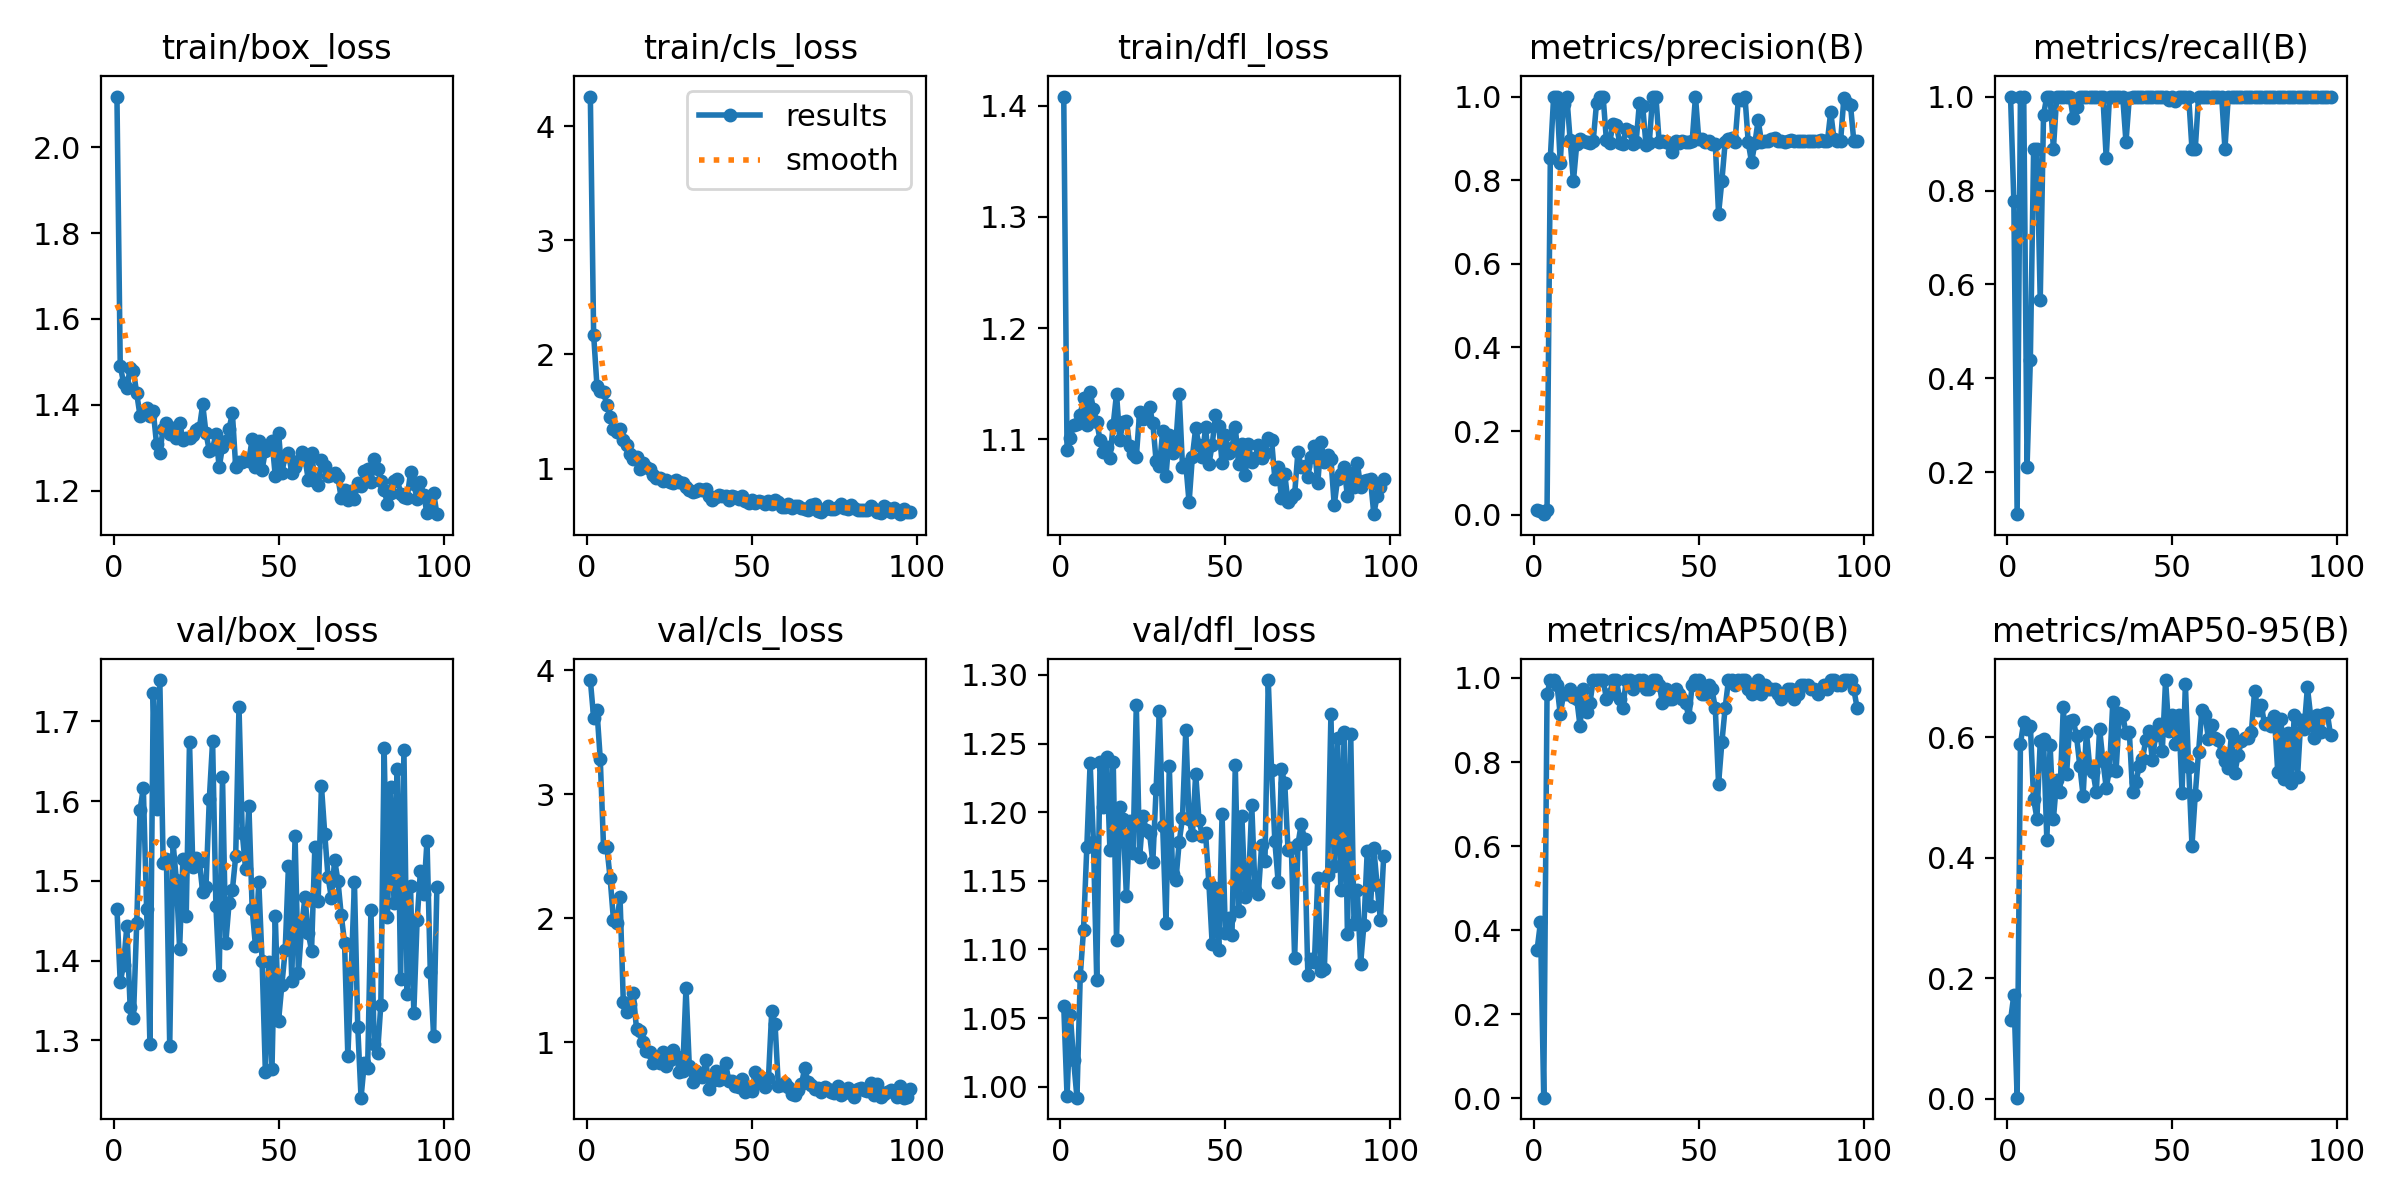 train/box_loss
2.0
1.8
1.6
1.4
1.2
0 50 100
train/cls_loss
results
smooth
4
3
2
1
0 50 100
train/dfl_loss
1.4
1.3
1.2
1.1
0 50 100
metrics/precision(B)
1.0
0.8
0.6
0.4
0.2
0.0
0 50 100
metrics/recall(B)
1.0
0.8
0.6
0.4
0.2
0 50 100
val/box_loss
1.7
1.6
1.5
1.4
1.3
0 50 100
val/cls_loss
4
3
2
1
0 50 100
val/dfl_loss
1.30
1.25
1.20
1.15
1.10
1.05
1.00
0 50 100
metrics/mAP50(B)
1.0
0.8
0.6
0.4
0.2
0.0
0 50 100
metrics/mAP50-95(B)
0.6
0.4
0.2
0.0
0 50 100